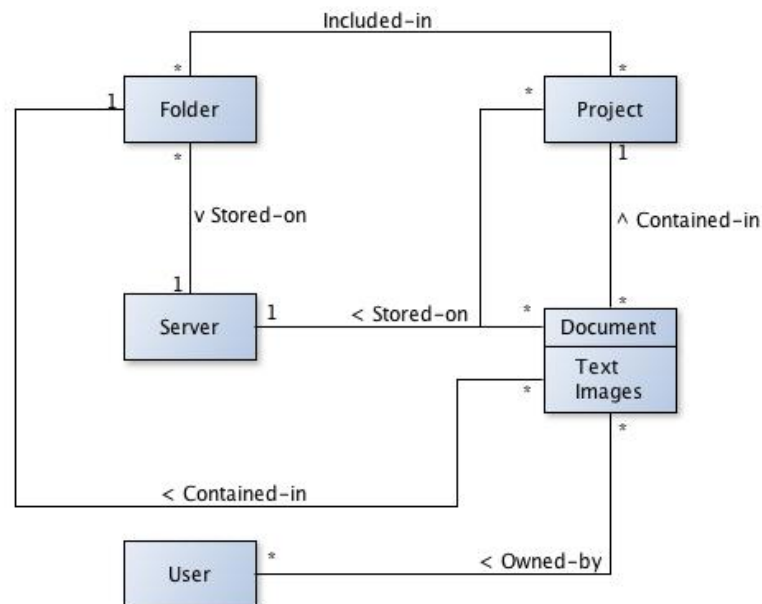 Included-in
* *
1 Folder * Project
* 1
v Stored-on ^ Contained-in
1 *
Server 1 < Stored-on * Document
Text
Images
*
*
< Contained-in
User * < Owned-by